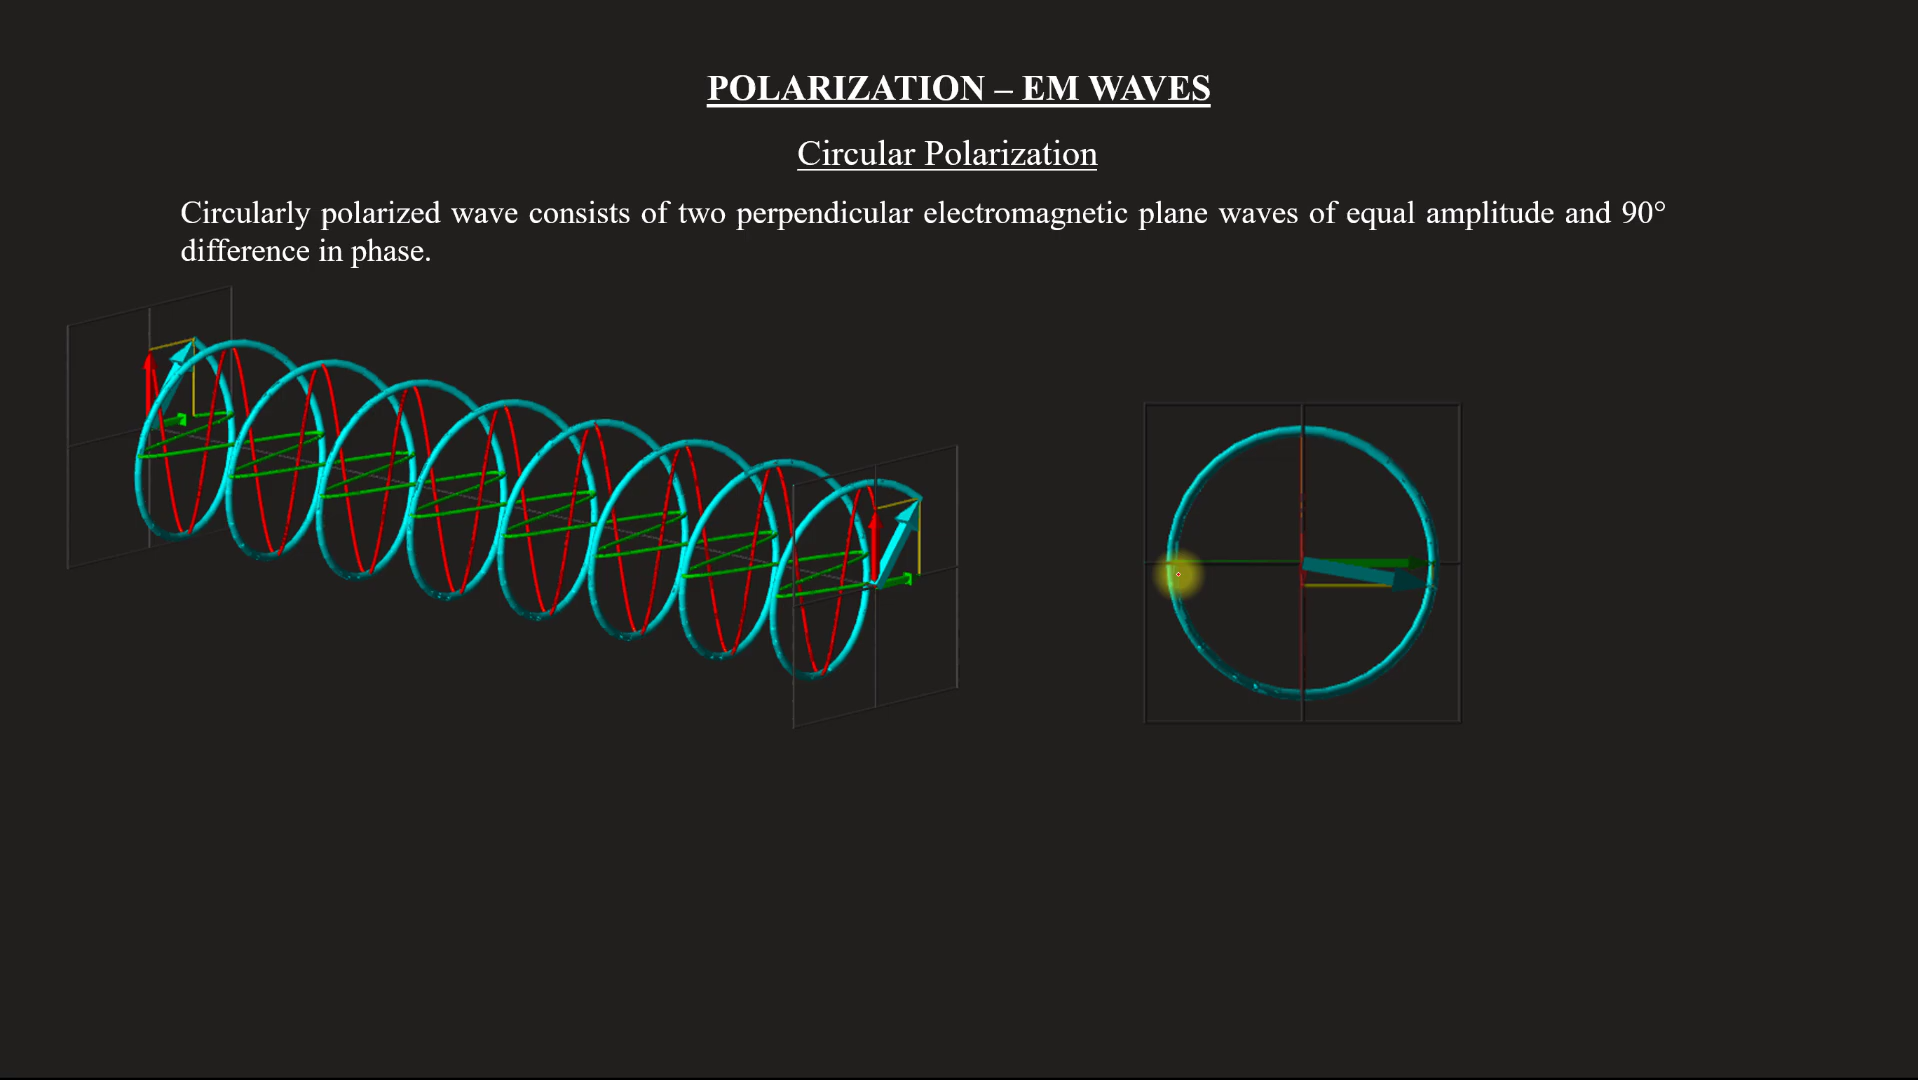 POLARIZATION – EM WAVES
Circular Polarization
Circularly polarized wave consists of two perpendicular electromagnetic plane waves of equal amplitude and 90°
difference in phase.